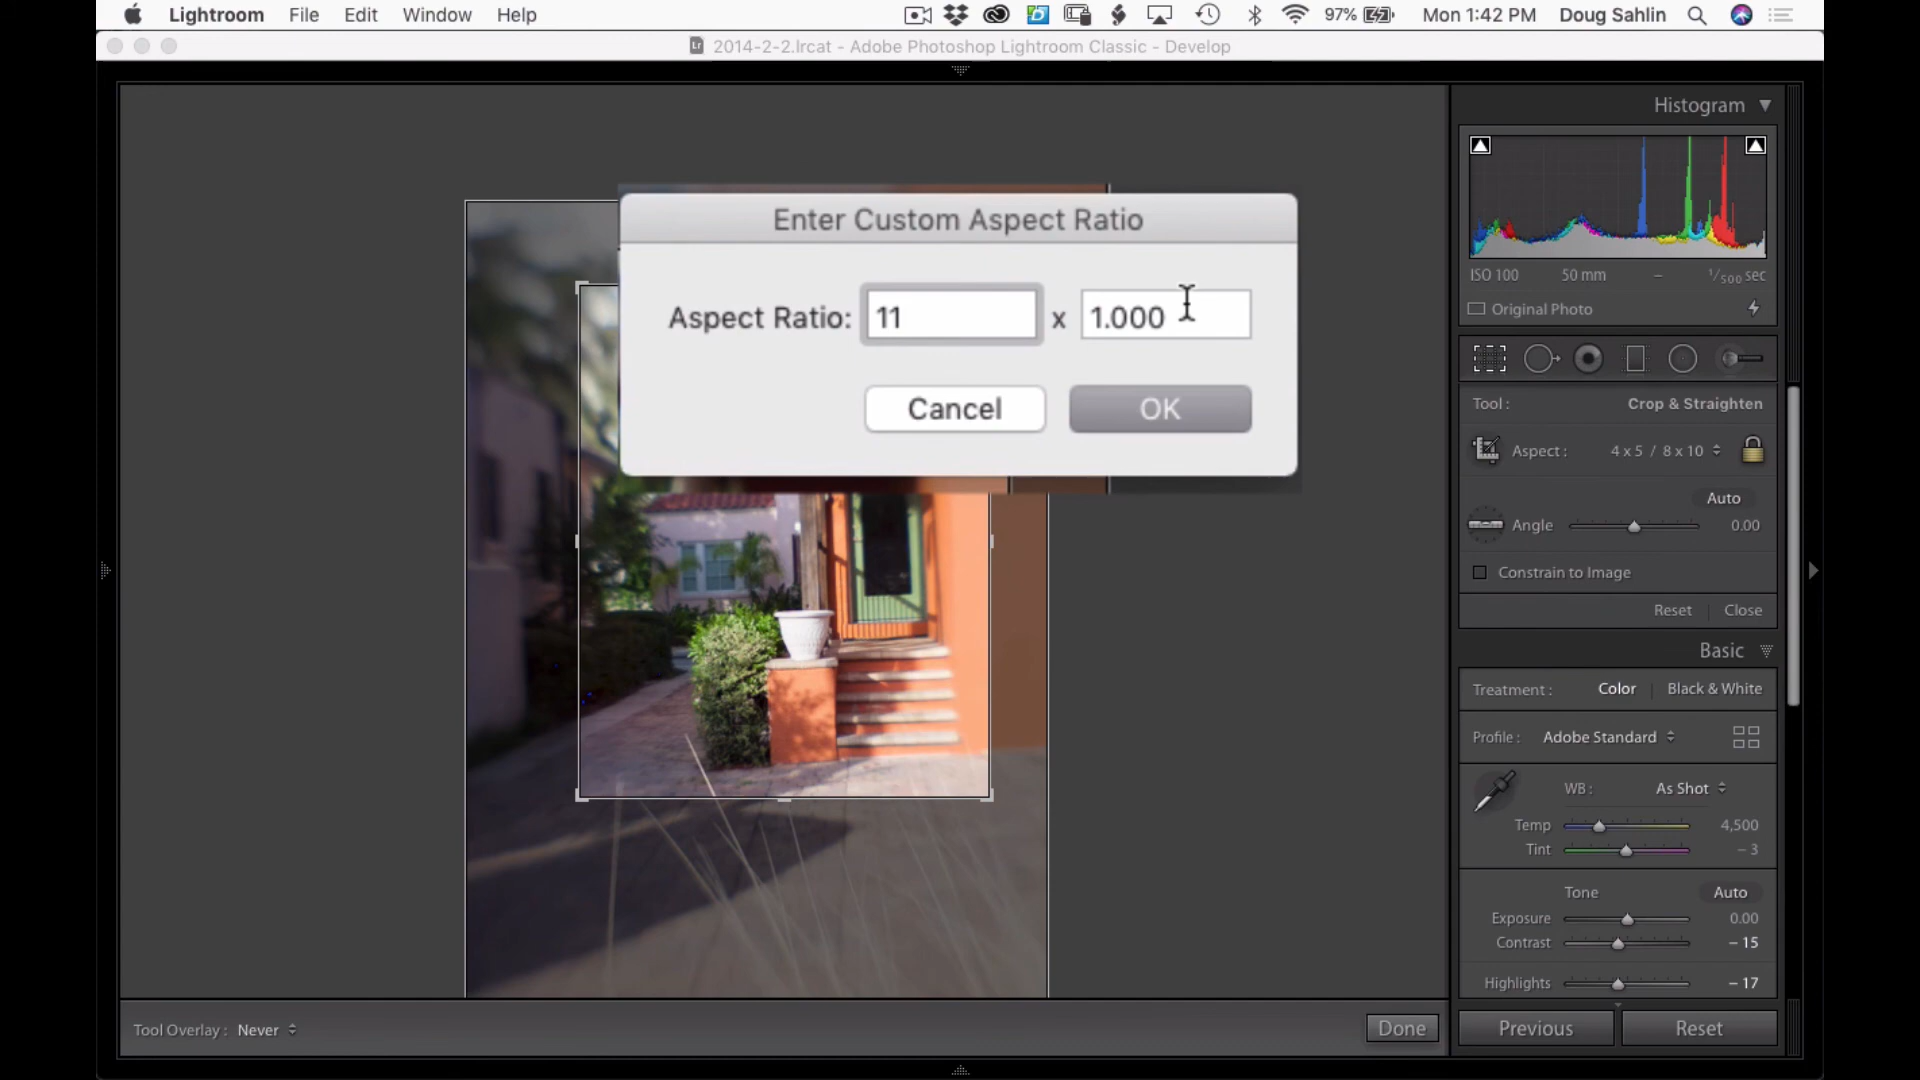 Lightroom File Edit Window Help 97% Mon 1:42 PM Doug Sahlin
Lr 2014-2-2.lrcat - Adobe Photoshop Lightroom Classic - Develop
Histogram
ISO 100 50 mm – 1/500 sec
Original Photo
Enter Custom Aspect Ratio
Aspect Ratio: 11 x 1.000
Cancel OK
Tool : Crop & Straighten
Aspect : 4 x 5 / 8 x 10
Auto
Angle 0.00
Constrain to Image
Reset Close
Basic
Treatment : Color Black & White
Profile : Adobe Standard
WB : As Shot
Temp 4,500
Tint – 3
Tone Auto
Exposure 0.00
Contrast – 15
Highlights – 17
Tool Overlay : Never Done Previous Reset